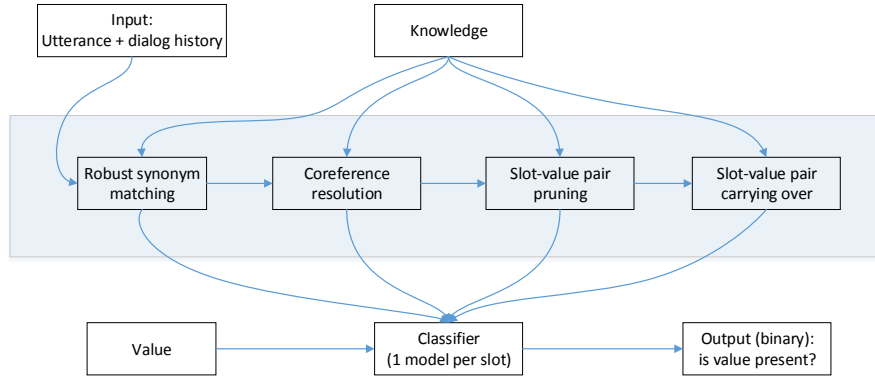 Input:
Utterance + dialog history
Knowledge
Robust synonym
matching
Coreference
resolution
Slot-value pair
pruning
Slot-value pair
carrying over
Value
Classifier
(1 model per slot)
Output (binary):
is value present?